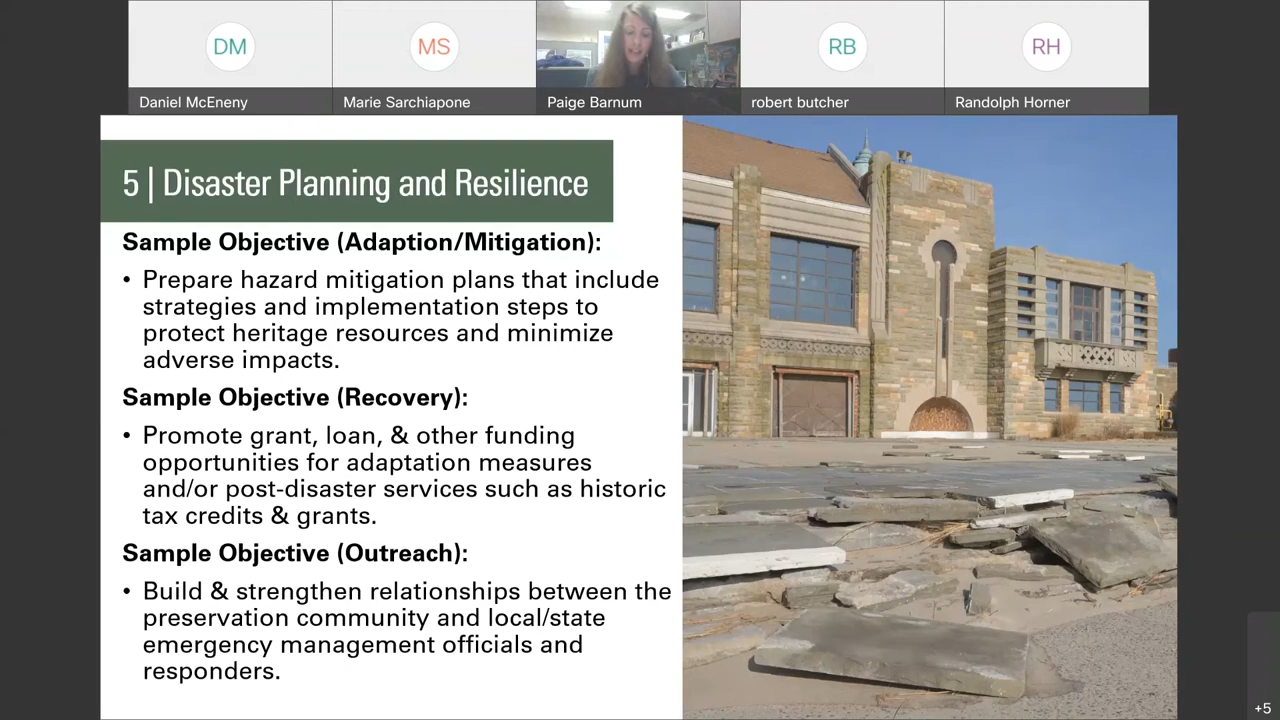 DM
MS
RB
RH
Daniel McEneny
Marie Sarchiapone
Paige Barnum
robert butcher
Randolph Horner
5 | Disaster Planning and Resilience
Sample Objective (Adaption/Mitigation):
• Prepare hazard mitigation plans that include
strategies and implementation steps to
protect heritage resources and minimize
adverse impacts.
Sample Objective (Recovery):
• Promote grant, loan, & other funding
opportunities for adaptation measures
and/or post-disaster services such as historic
tax credits & grants.
Sample Objective (Outreach):
• Build & strengthen relationships between the
preservation community and local/state
emergency management officials and
responders.
+5